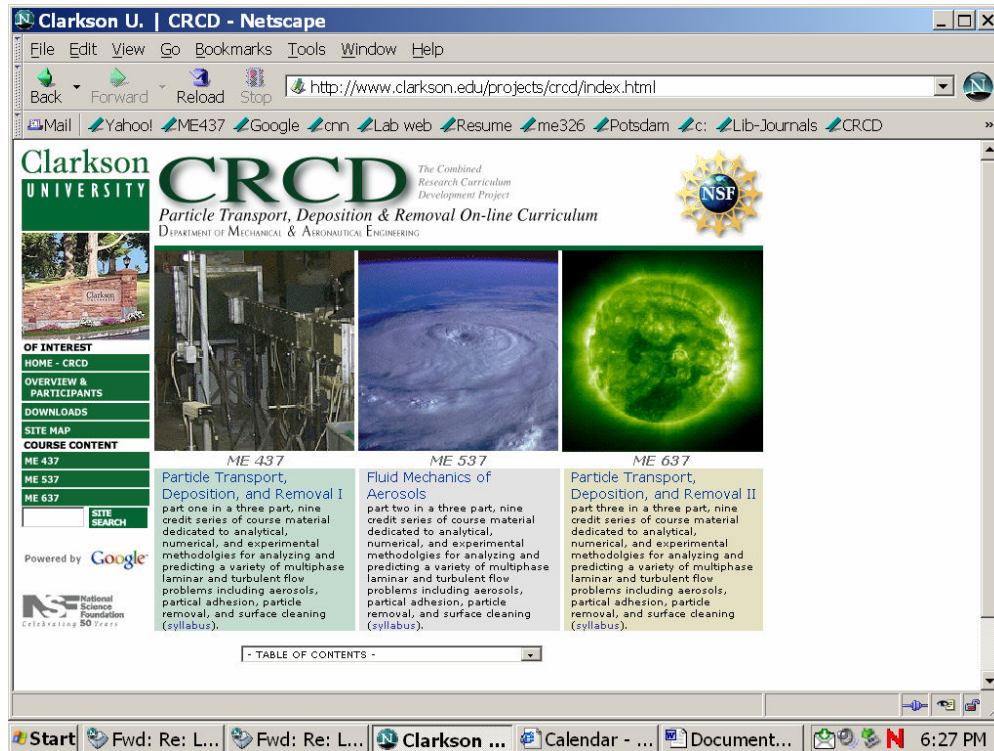 Clarkson U. | CRCD - Netscape
File Edit View Go Bookmarks Tools Window Help
Back Forward Reload Stop http://www.clarkson.edu/projects/crcd/index.html
Mail Yahoo! ME437 Google cnn Lab web Resume me326 Potsdam c: Lib-Journals CRCD »
Clarkson
UNIVERSITY
CRCD
The Combined
Research Curriculum
Development Project
Particle Transport, Deposition & Removal On-line Curriculum
DEPARTMENT OF MECHANICAL & AERONAUTICAL ENGINEERING
NSF
Clarkson
OF INTEREST
HOME - CRCD
OVERVIEW &
PARTICIPANTS
DOWNLOADS
SITE MAP
COURSE CONTENT
ME 437
ME 537
ME 637
SITE
SEARCH
Powered by Google
NSF National
Science
Foundation
Celebrating 50 Years
ME 437
Particle Transport,
Deposition, and Removal I
part one in a three part, nine
credit series of course material
dedicated to analytical,
numerical, and experimental
methodolgies for analyzing and
predicting a variety of multiphase
laminar and turbulent flow
problems including aerosols,
partical adhesion, particle
removal, and surface cleaning
(syllabus).
ME 537
Fluid Mechanics of
Aerosols
part two in a three part, nine
credit series of course material
dedicated to analytical,
numerical, and experimental
methodolgies for analyzing and
predicting a variety of multiphase
laminar and turbulent flow
problems including aerosols,
partical adhesion, particle
removal, and surface cleaning
(syllabus).
ME 637
Particle Transport,
Deposition, and Removal II
part three in a three part, nine
credit series of course material
dedicated to analytical,
numerical, and experimental
methodolgies for analyzing and
predicting a variety of multiphase
laminar and turbulent flow
problems including aerosols,
partical adhesion, particle
removal, and surface cleaning
(syllabus).
- TABLE OF CONTENTS -
Start Fwd: Re: L... Fwd: Re: L... Clarkson ... Calendar - ... Document... N 6:27 PM